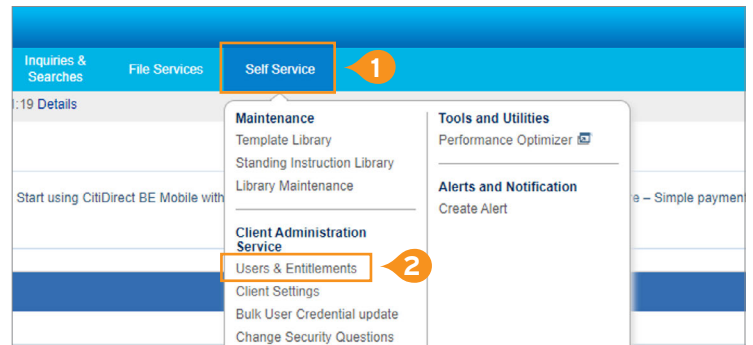 Inquiries &
Searches
File Services
Self Service
1
:19 Details
Maintenance
Template Library
Standing Instruction Library
Library Maintenance
Client Administration
Service
Users & Entitlements
2
Client Settings
Bulk User Credential update
Change Security Questions
Tools and Utilities
Performance Optimizer
Alerts and Notification
Create Alert
Start using CitiDirect BE Mobile with
– Simple payment